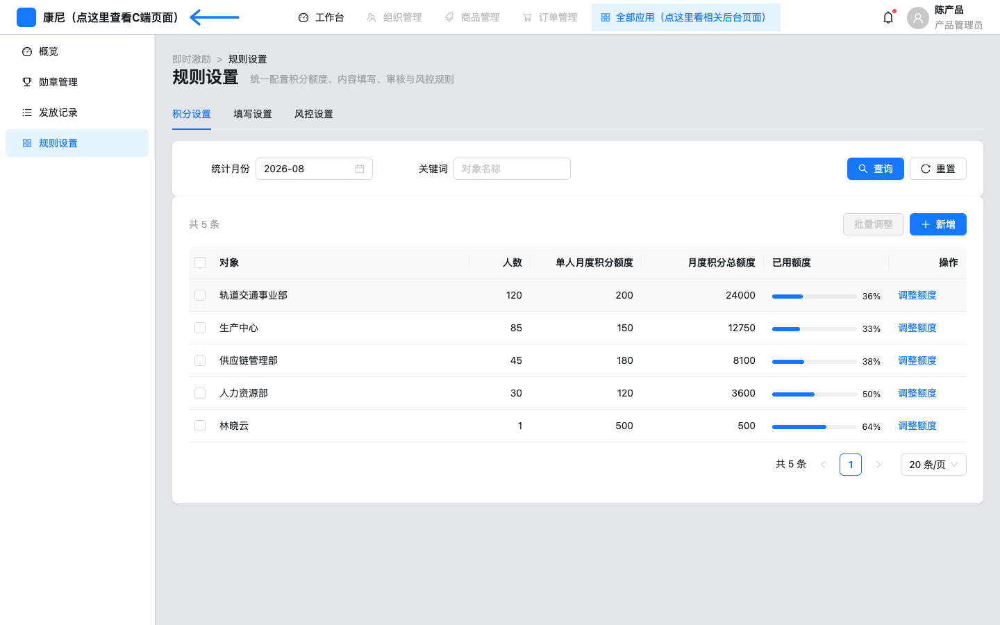 康尼（点这里查看C端页面）
工作台
组织管理
商品管理
订单管理
全部应用（点这里看相关后台页面）
陈产品
产品管理员
概览
勋章管理
发放记录
规则设置
即时激励 > 规则设置
规则设置 统一配置积分额度、内容填写、审核与风控规则
积分设置 填写设置 风控设置
统计月份 2026-08 关键词 对象名称 查询 重置
共 5 条 批量调整 新增
对象 人数 单人月度积分额度 月度积分总额度 已用额度 操作
轨道交通事业部 120 200 24000 36% 调整额度
生产中心 85 150 12750 33% 调整额度
供应链管理部 45 180 8100 38% 调整额度
人力资源部 30 120 3600 50% 调整额度
林晓云 1 500 500 64% 调整额度
共 5 条 < 1 > 20 条/页